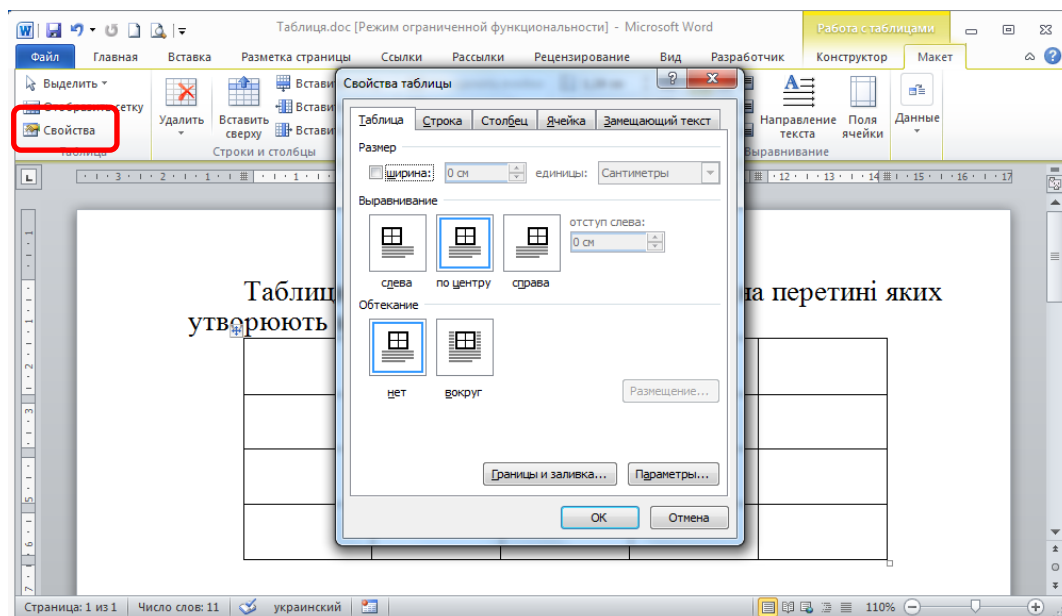 Таблиця.doc [Режим ограниченной функциональности] - Microsoft Word
Работа с таблицами
Файл Главная Вставка Разметка страницы Ссылки Рассылки Рецензирование Вид Разработчик Конструктор Макет
Выделить
Отобразить сетку
Свойства
Таблица
Удалить
Вставить сверху
Строки и столбцы
Направление текста
Поля ячейки
Данные
Выравнивание
Свойства таблицы
Таблица Строка Столбец Ячейка Замещающий текст
Размер
ширина: 0 см единицы: Сантиметры
Выравнивание
отступ слева:
0 см
слева по центру справа
Обтекание
нет вокруг
Размещение...
Границы и заливка... Параметры...
ОК Отмена
на перетині яких
утворюють
Страница: 1 из 1 Число слов: 11 украинский 110%